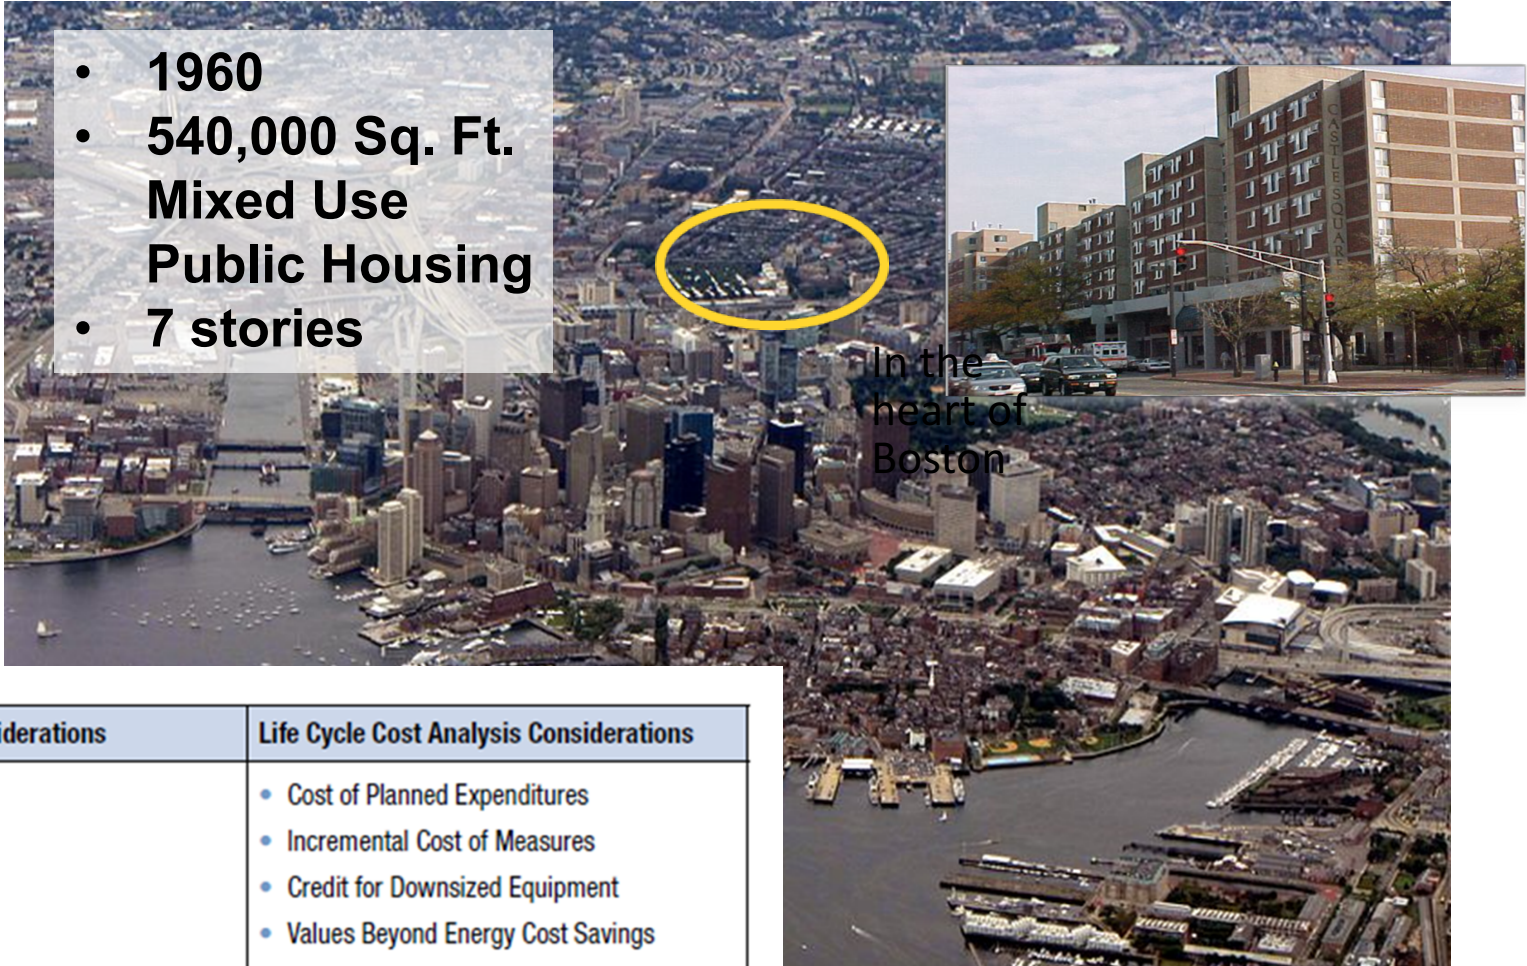 • 1960
• 540,000 Sq. Ft.
Mixed Use
Public Housing
• 7 stories
CASTLE SQUARE
In the
heart of
Boston
iderations
Life Cycle Cost Analysis Considerations
• Cost of Planned Expenditures
• Incremental Cost of Measures
• Credit for Downsized Equipment
• Values Beyond Energy Cost Savings